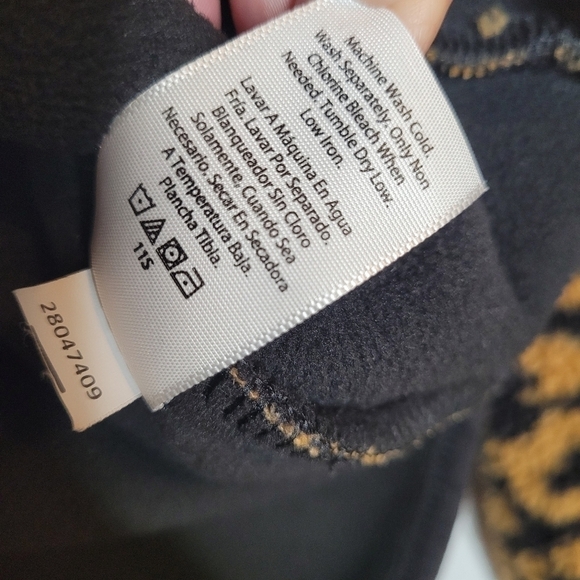 Machine Wash Cold.
Wash Separately. Only Non
Chlorine Bleach When
Needed. Tumble Dry Low.
Low Iron.
Lavar A Máquina En Agua
Fría. Lavar Por Separado.
Blanqueador Sin Cloro
Solamente, Cuando Sea
Necesario. Secar En Secadora
A Temperatura Baja.
Plancha Tibia.
115
28047409